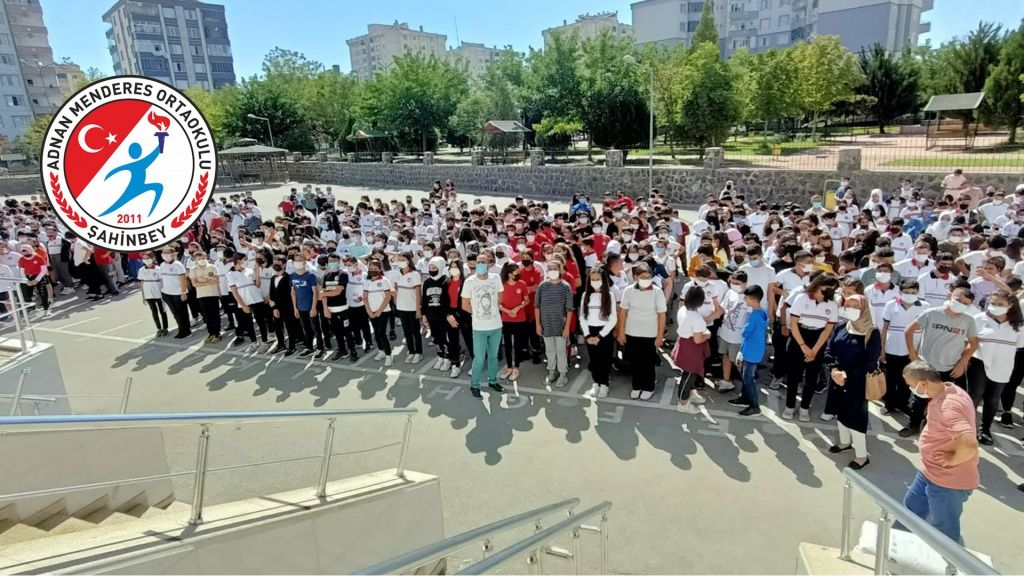 ADNAN MENDERES ORTAOKULU
2011
ŞAHİNBEY